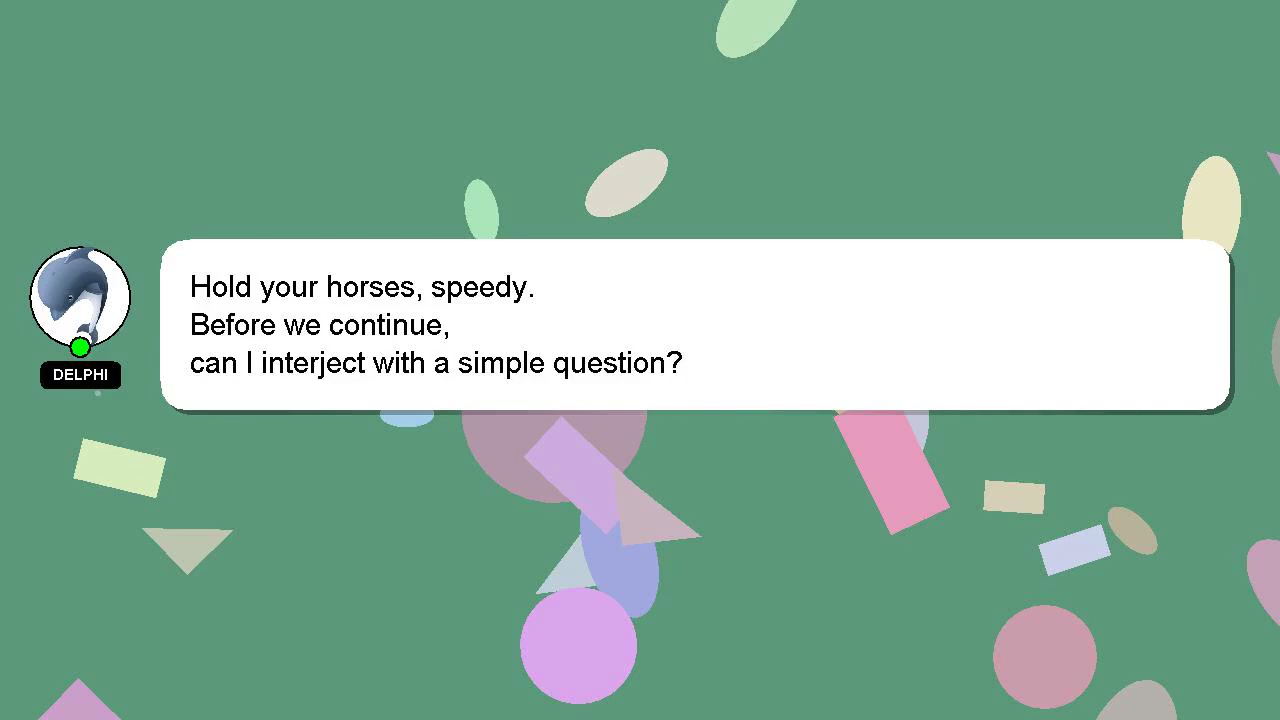 Hold your horses, speedy.
Before we continue,
can I interject with a simple question?
DELPHI